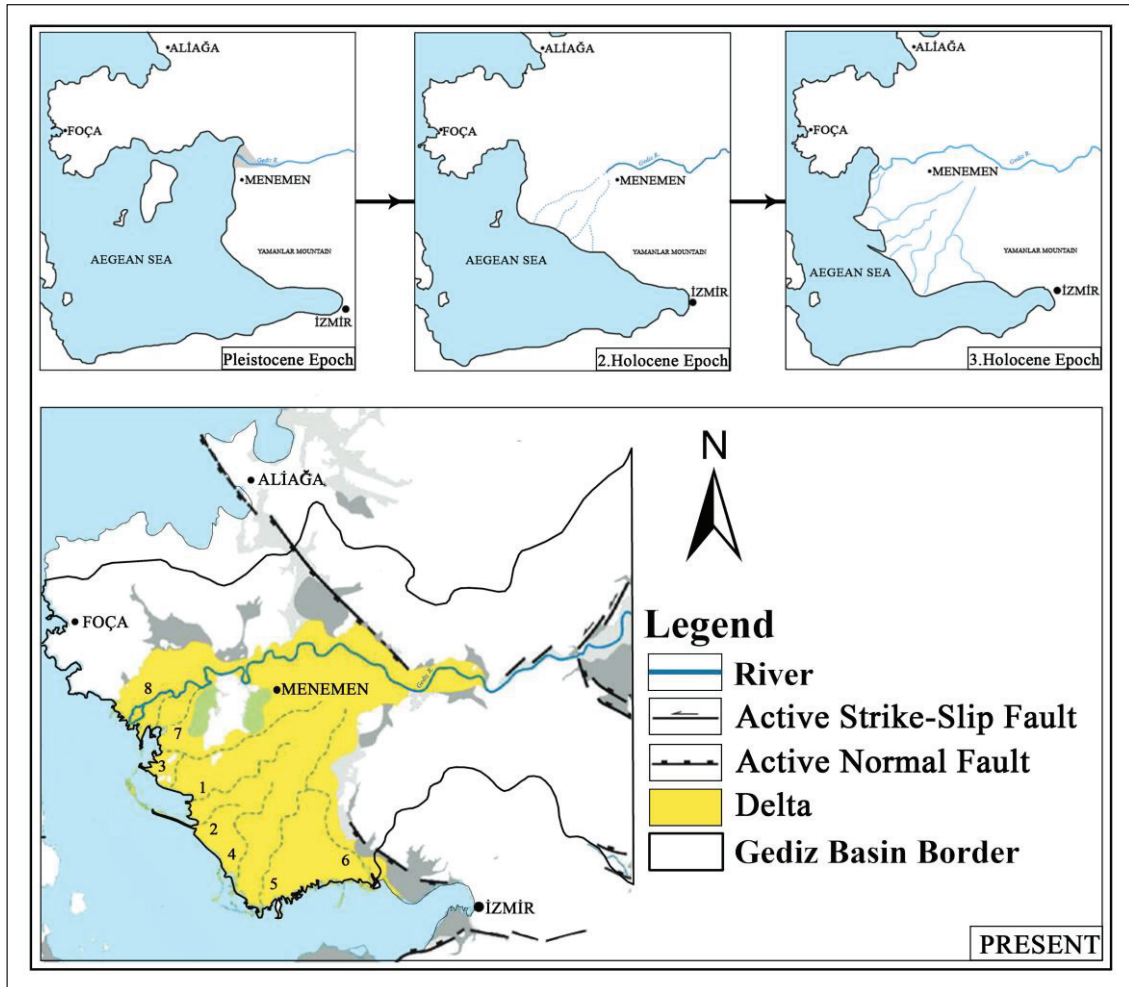 ALİAĞA
FOÇA
Gediz R.
MENEMEN
AEGEAN SEA
YAMANLAR MOUNTAIN
İZMİR
Pleistocene Epoch
ALİAĞA
FOÇA
Gediz R.
MENEMEN
AEGEAN SEA
YAMANLAR MOUNTAIN
İZMİR
2.Holocene Epoch
ALİAĞA
FOÇA
Gediz R.
MENEMEN
AEGEAN SEA
YAMANLAR MOUNTAIN
İZMİR
3.Holocene Epoch
ALİAĞA
FOÇA
Gediz R.
MENEMEN
8
7
3
1
2
4
5
6
İZMİR
N
Legend
River
Active Strike-Slip Fault
Active Normal Fault
Delta
Gediz Basin Border
PRESENT